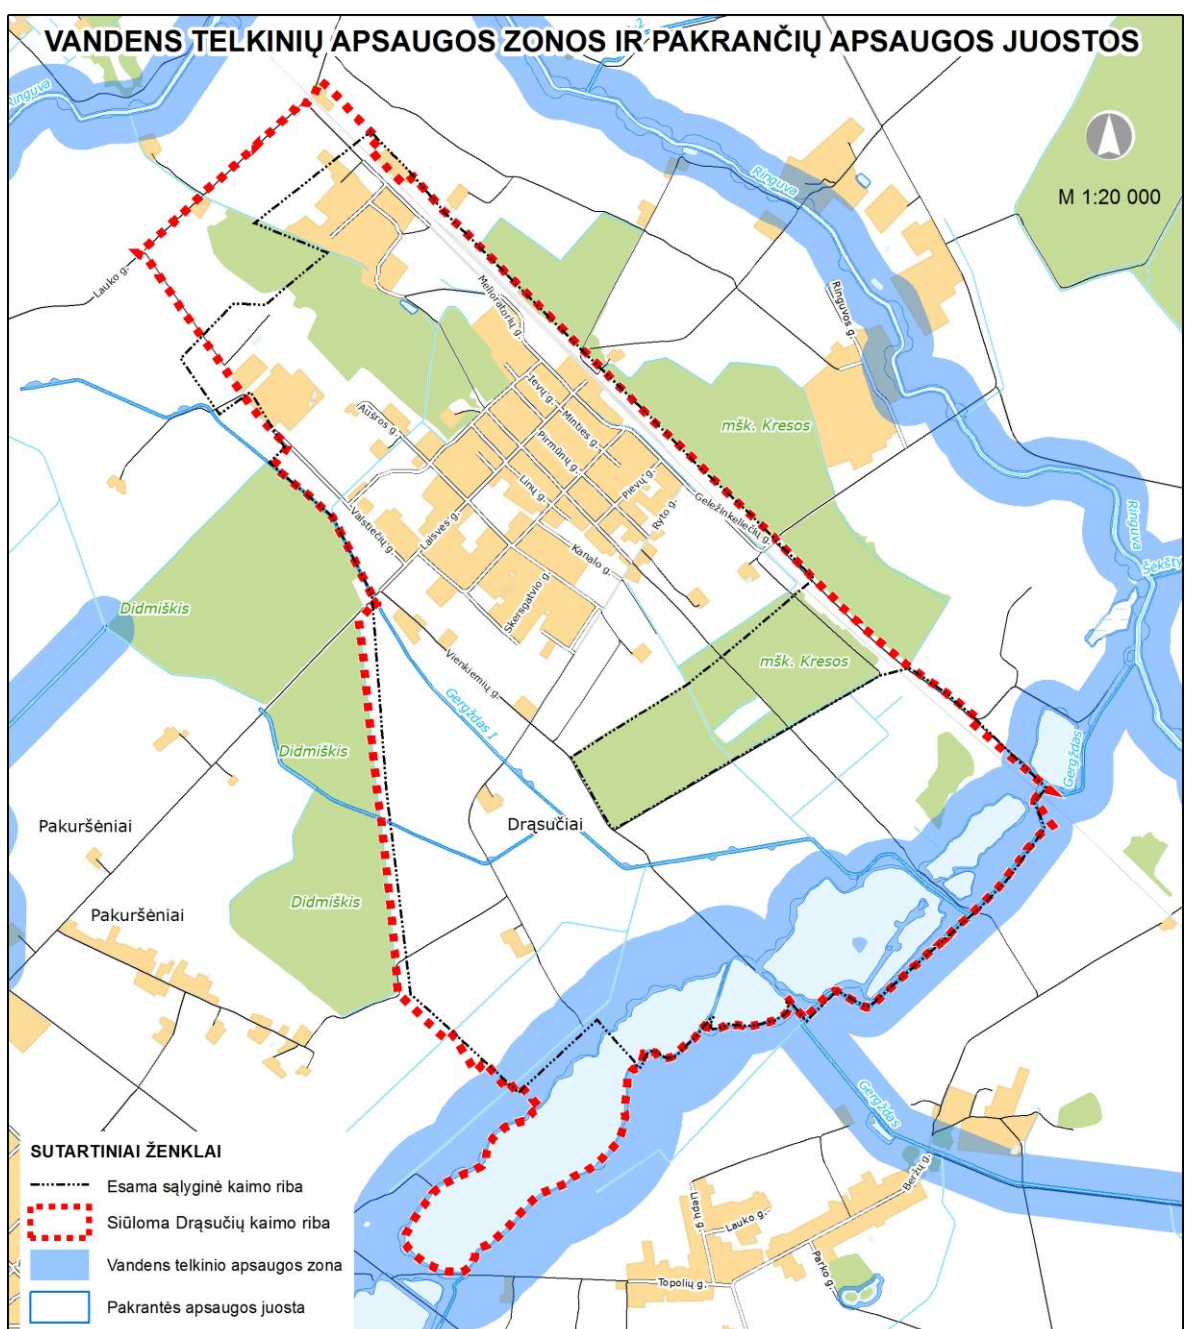 VANDENS TELKINIŲ APSAUGOS ZONOS IR PAKRANČIŲ APSAUGOS JUOSTOS
Ringuva
M 1:20 000
Ringuva
Lauko g.
Melioratorių g.
Ringuvos g.
Ievų g.
Aušros g.
Minties g.
mšk. Kresos
Pirmūnų g.
Linų g.
Pievų g.
Geležinkeliečių g.
Ryto g.
Valstiečių g.
Laisvės g.
Kanalo g.
Ringuva
Skersgatvio g.
Didmiškis
Vienkiemių g.
mšk. Kresos
Gergždas I
Didmiškis
Gergždas
Pakuršėniai
Drąsučiai
Didmiškis
Pakuršėniai
Gergždas
SUTARTINIAI ŽENKLAI
Esama sąlyginė kaimo riba
Siūloma Drąsučių kaimo riba
Vandens telkinio apsaugos zona
Pakrantės apsaugos juosta
Beržų g.
Liepų g.
Lauko g.
Parko g.
Topolių g.